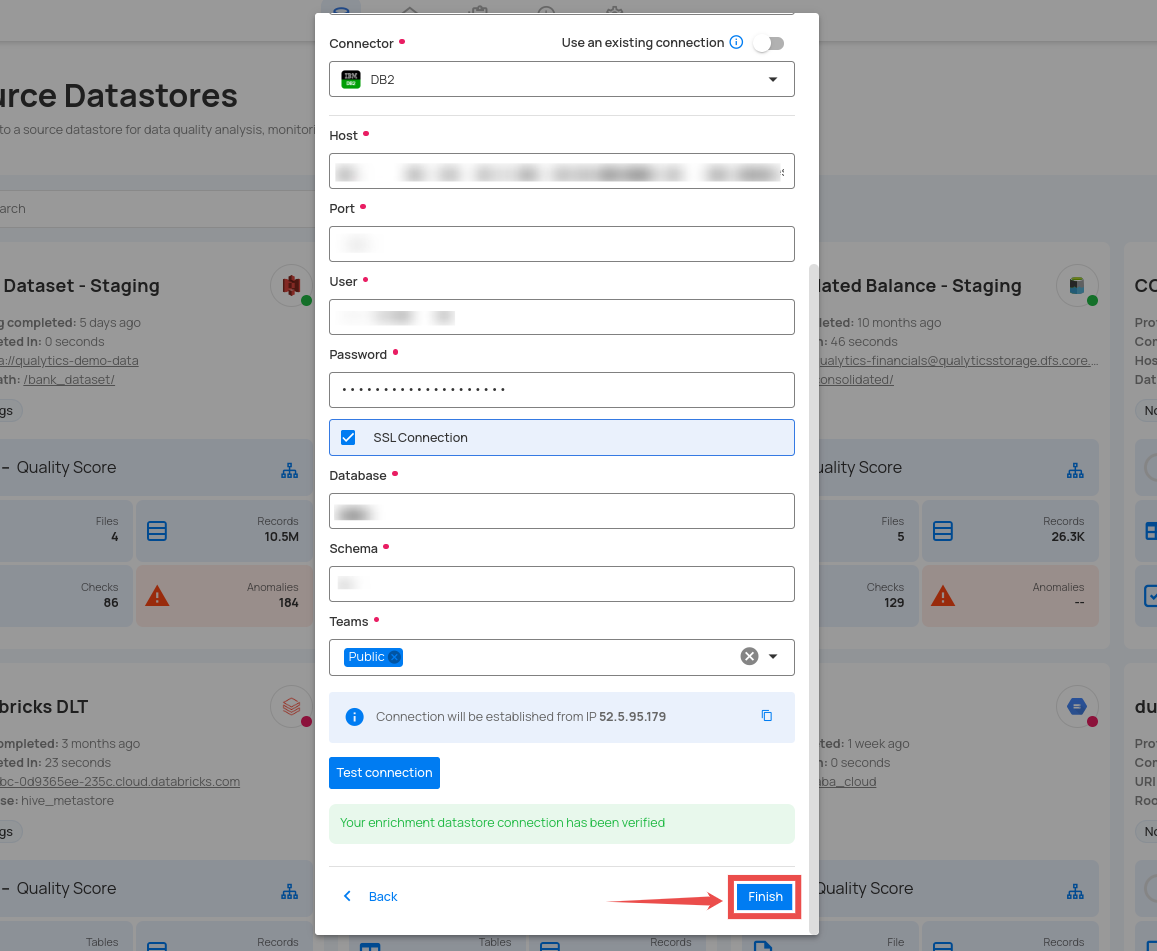 Connector
Use an existing connection
IBM
DB2
DB2
urce Datastores
to a source datastore for data quality analysis, monitori
arch
Host
Port
User
Password
SSL Connection
Database
Schema
Teams
Public
Connection will be established from IP 52.5.95.179
Test connection
Your enrichment datastore connection has been verified
Back
Finish
Dataset - Staging
g completed: 5 days ago
eted In: 0 seconds
a://qualytics-demo-data
ath: /bank_dataset/
gs
– Quality Score
Files
4
Records
10.5M
Checks
86
Anomalies
184
bricks DLT
ompleted: 3 months ago
eted In: 23 seconds
bc-0d9365ee-235c.cloud.databricks.com
se: hive_metastore
gs
– Quality Score
Tables
Records
Tables
Records
lated Balance - Staging
leted: 10 months ago
n: 46 seconds
ualytics-financials@qualyticsstorage.dfs.core....
onsolidated/
uality Score
Files
5
Records
26.3K
Checks
129
Anomalies
--
ted: 1 week ago
n: 0 seconds
aba_cloud
Quality Score
File
Records
CO
Pro
Con
Hos
Dat
No
du
Pro
Con
URI
Roo
No